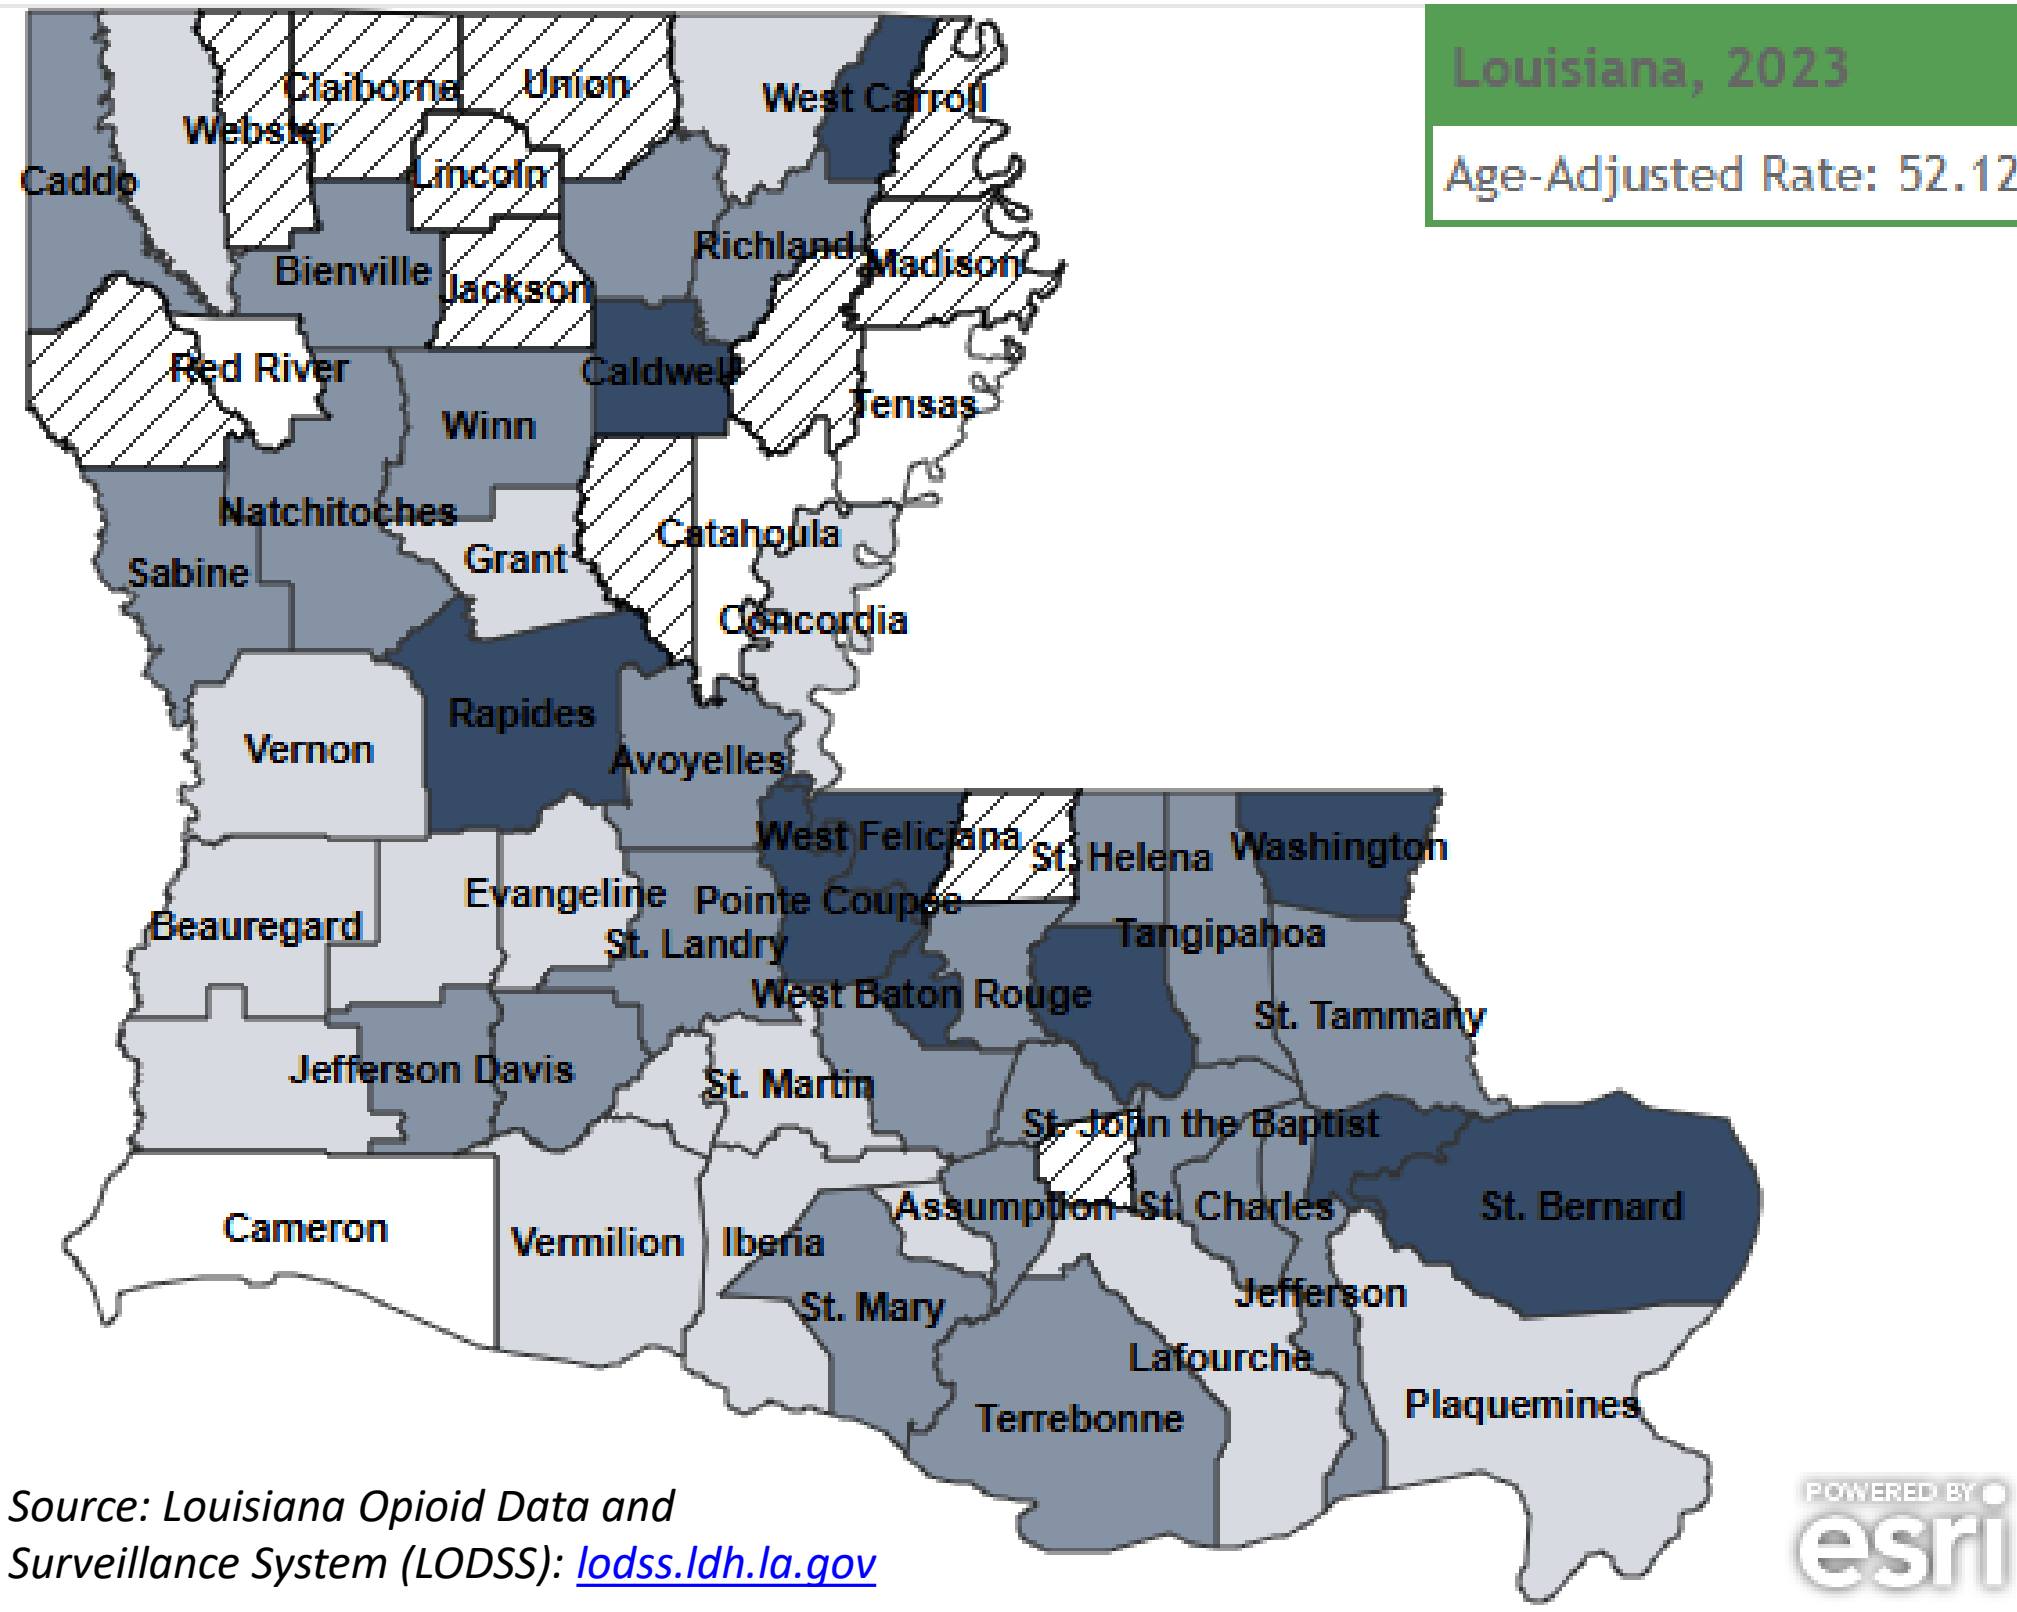 Louisiana, 2023
Age-Adjusted Rate: 52.12
Claiborne
Union
West Carroll
Webster
Lincoln
Caddo
Richland
Madison
Bienville
Jackson
Red River
Caldwell
Tensas
Winn
Natchitoches
Catahoula
Grant
Sabine
Concordia
Rapides
Vernon
Avoyelles
West Feliciana
St. Helena
Washington
Evangeline
Pointe Coupee
Beauregard
St. Landry
Tangipahoa
West Baton Rouge
St. Tammany
Jefferson Davis
St. Martin
St. John the Baptist
Assumption
St. Charles
St. Bernard
Cameron
Vermilion
Iberia
Jefferson
St. Mary
Lafourche
Plaquemines
Terrebonne
Source: Louisiana Opioid Data and
Surveillance System (LODSS): lodss.ldh.la.gov
POWERED BY
esri